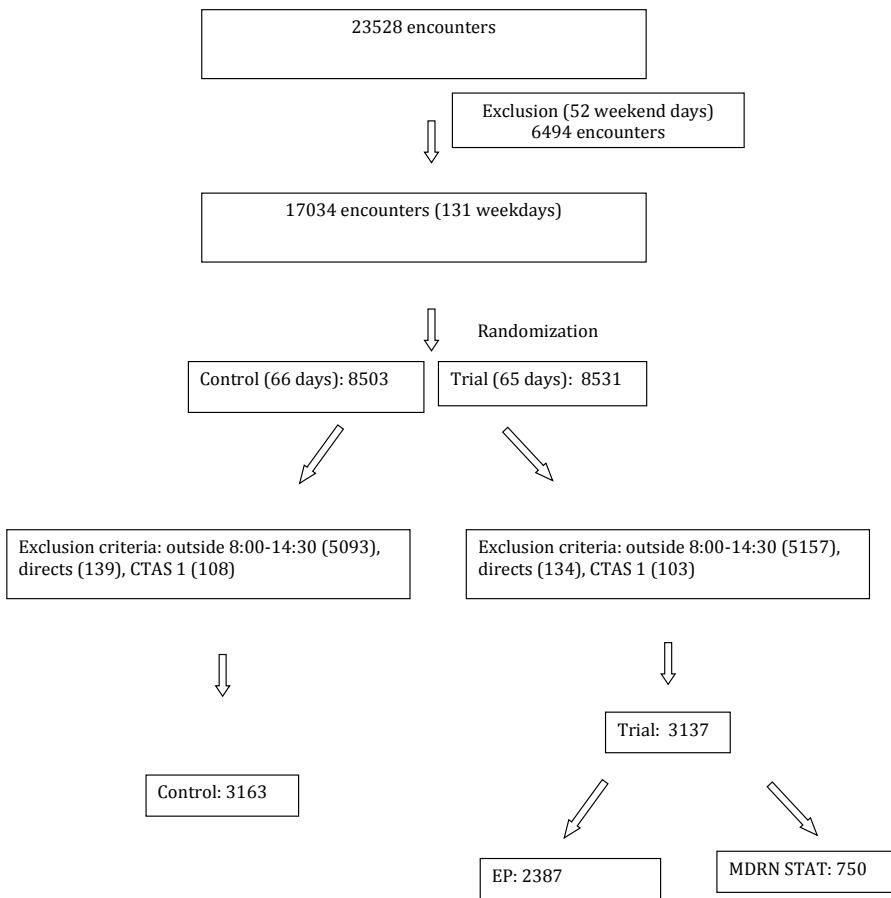 23528 encounters
Exclusion (52 weekend days)
6494 encounters
17034 encounters (131 weekdays)
Randomization
Control (66 days): 8503
Trial (65 days):  8531
Exclusion criteria: outside 8:00-14:30 (5093),
directs (139), CTAS 1 (108)
Exclusion criteria: outside 8:00-14:30 (5157),
directs (134), CTAS 1 (103)
Trial:  3137
Control: 3163
EP: 2387
MDRN STAT: 750